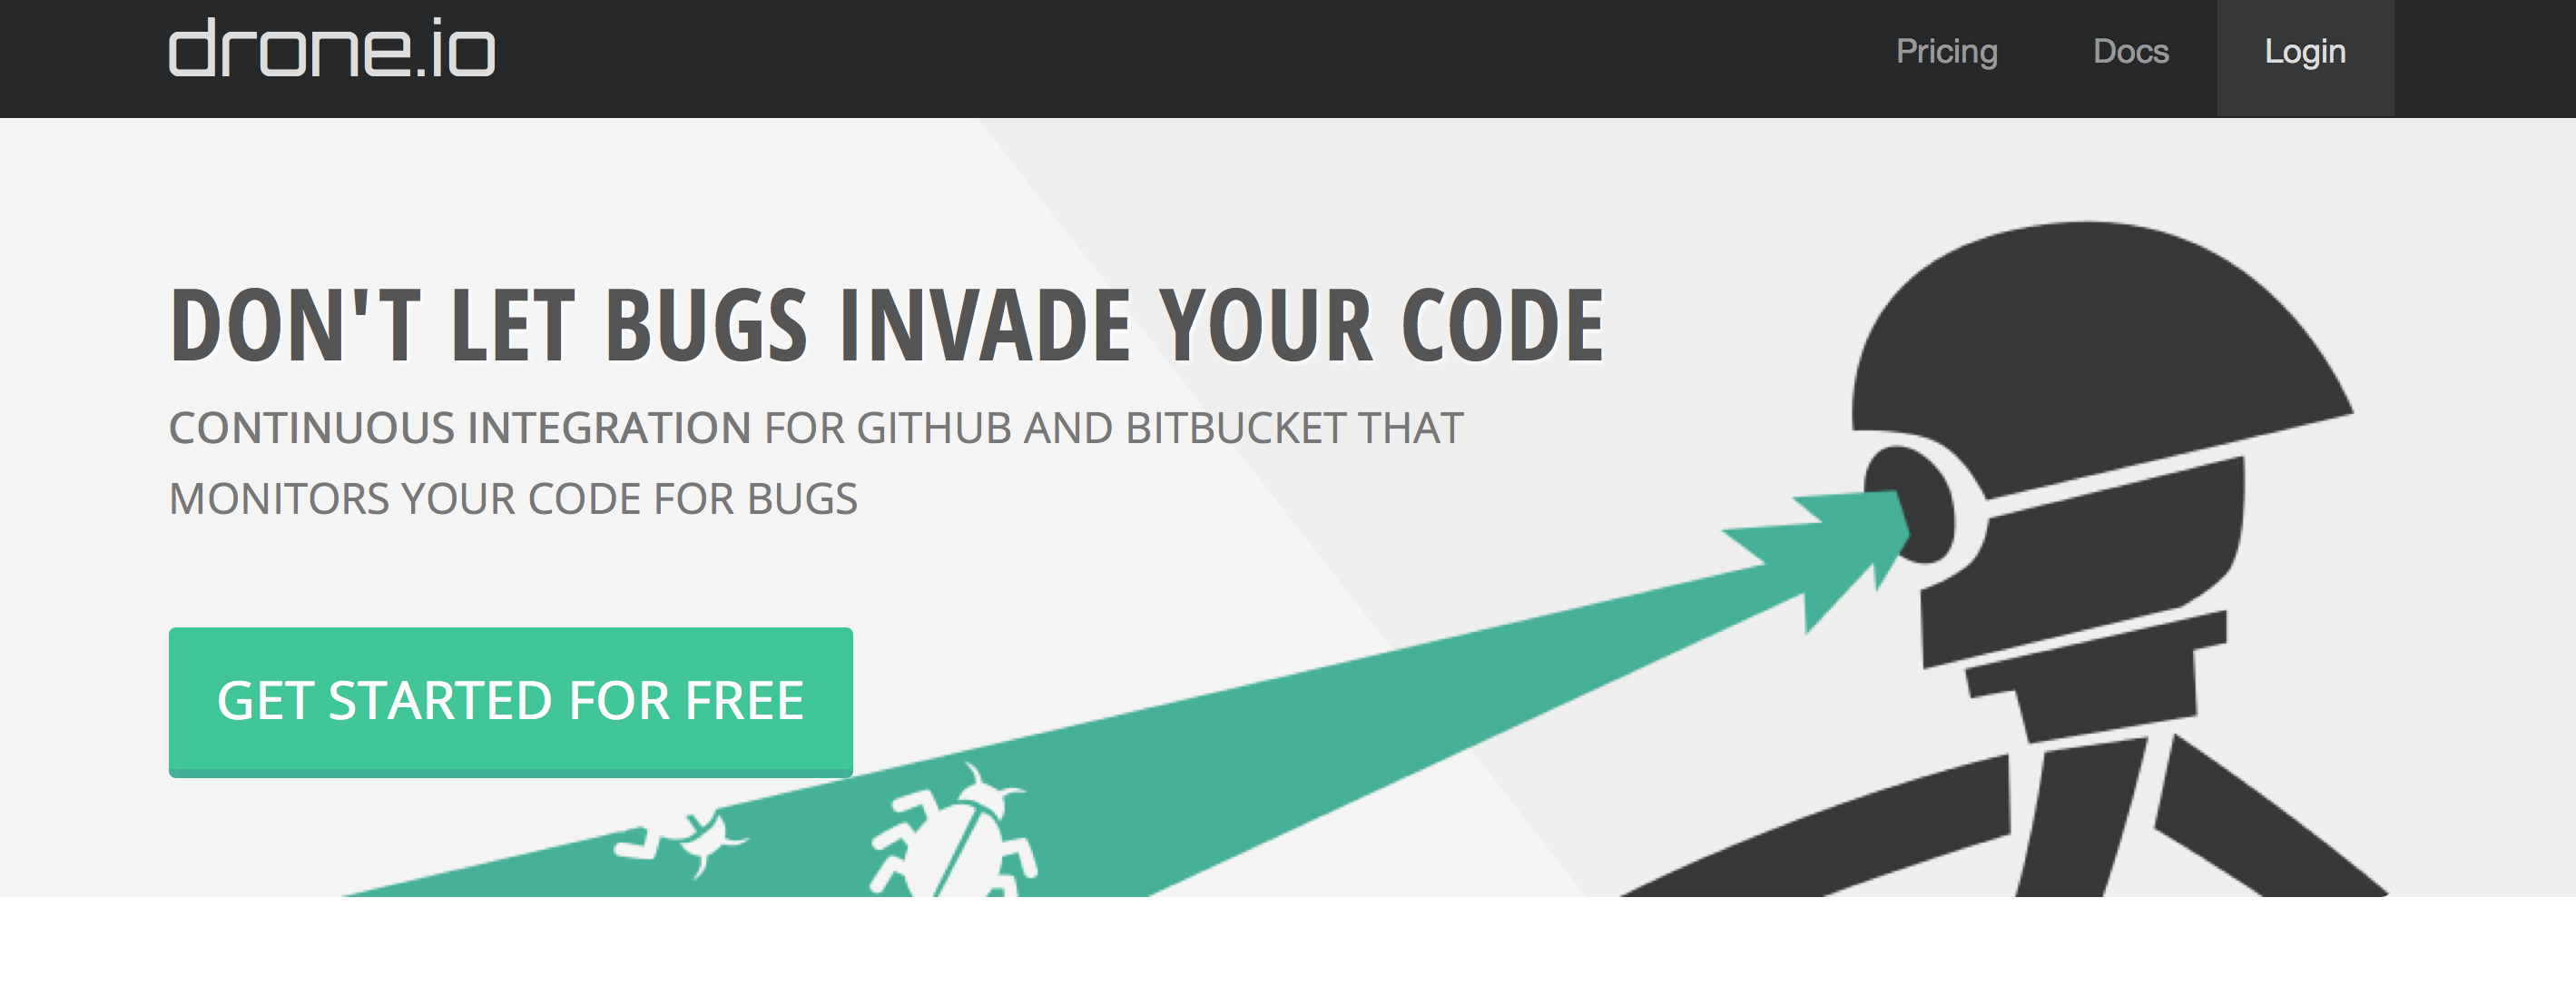 drone.io
Pricing Docs Login
DON'T LET BUGS INVADE YOUR CODE
CONTINUOUS INTEGRATION FOR GITHUB AND BITBUCKET THAT
MONITORS YOUR CODE FOR BUGS
GET STARTED FOR FREE